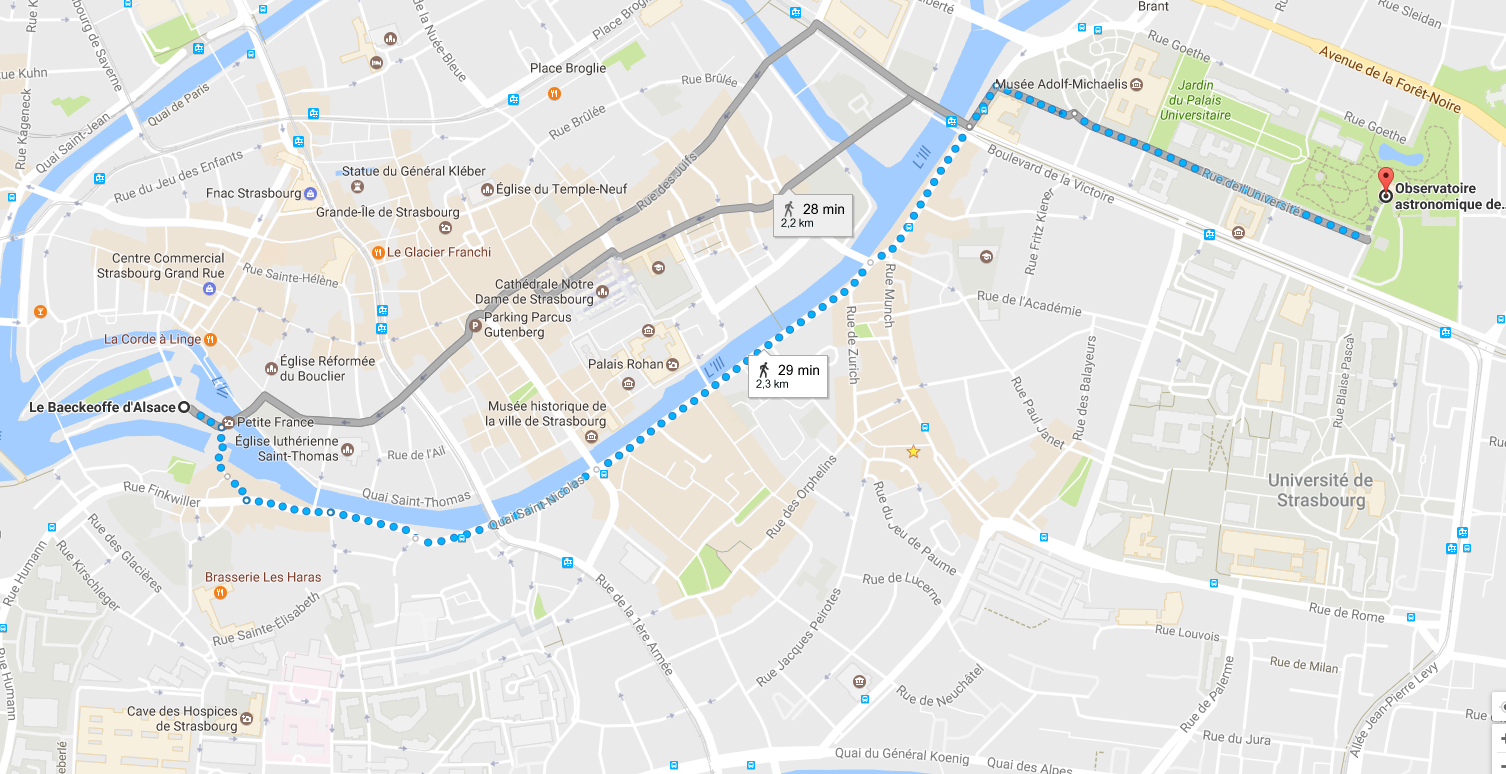 Brant
Rue Sleidan
Rue Goethe
Avenue de la Forêt-Noire
Place Broglie
Rue Brûlée
Rue Brûlée
Musée Adolf-Michaelis
Jardin
du Palais
Universitaire
Rue Goethe
de la Nuée-Bleue
Rue Kageneck
Quai Saint-Jean
Quai de Paris
Rue du Jeu des Enfants
Statue du Général Kléber
Fnac Strasbourg
Église du Temple-Neuf
Rue des Juifs
Grande-Île de Strasbourg
L'Ill
Boulevard de la Victoire
Rue de l'Université
Observatoire
astronomique de...
28 min
2,2 km
Le Glacier Franchi
Centre Commercial
Strasbourg Grand Rue
Rue Sainte-Hélène
Cathédrale Notre
Dame de Strasbourg
Rue Fritz Kiener
Rue Munch
Rue de l'Académie
Parking Parcus
Gutenberg
La Corde à Linge
Rue de Zurich
Église Réformée
du Bouclier
Palais Rohan
L'Ill
29 min
2,3 km
Rue des Balayeurs
Rue Blaise Pascal
Rue Paul Janet
L'Ill
Le Baeckeoffe d'Alsace
Petite France
Musée historique de
la ville de Strasbourg
Église luthérienne
Saint-Thomas
Rue de l'Ail
Quai Saint-Thomas
Rue Finkwiller
Quai Saint-Nicolas
Rue des Orphelins
Université de
Strasbourg
Rue du Jeu de Paume
Rue Humann
Rue des Glacières
Rue Kirschleger
Brasserie Les Haras
Rue Sainte-Élisabeth
Rue de la 1ère Armée
Rue de Lucerne
Rue Jacques Peirotes
Rue de Rome
Rue Louvois
Rue de Milan
Rue de Neuchâtel
Rue de Palerme
Allée Jean-Pierre Levy
Rue Humann
Cave des Hospices
de Strasbourg
Rue du Jura
Quai du Général Koenig
Quai des Alpes